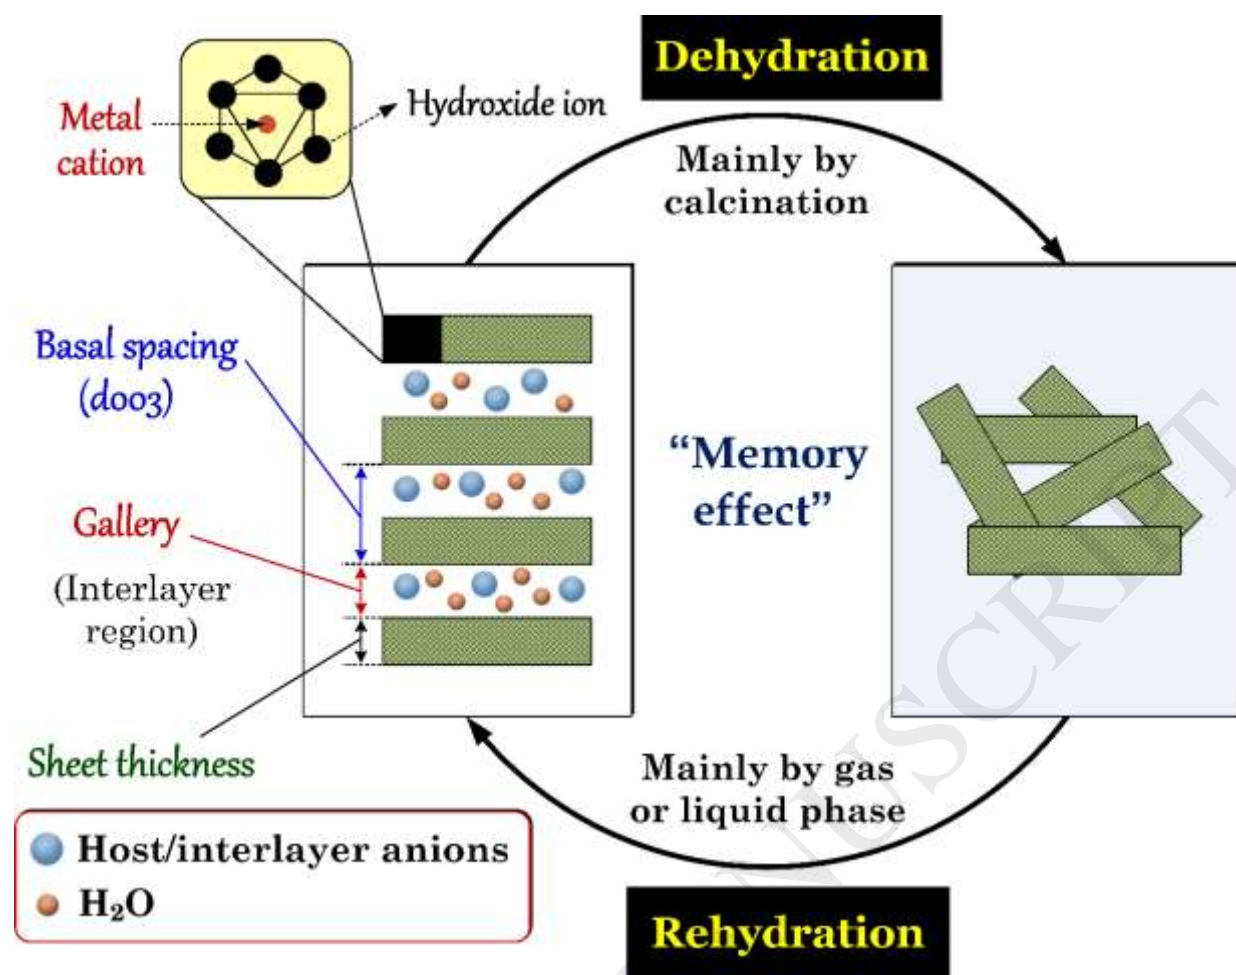 Dehydration
Metal
cation
Hydroxide ion
Mainly by
calcination
Basal spacing
(d003)
"Memory
effect"
Gallery
(Interlayer
region)
Sheet thickness
Mainly by gas
or liquid phase
Host/interlayer anions
H₂O
Rehydration
NUSCRIPT